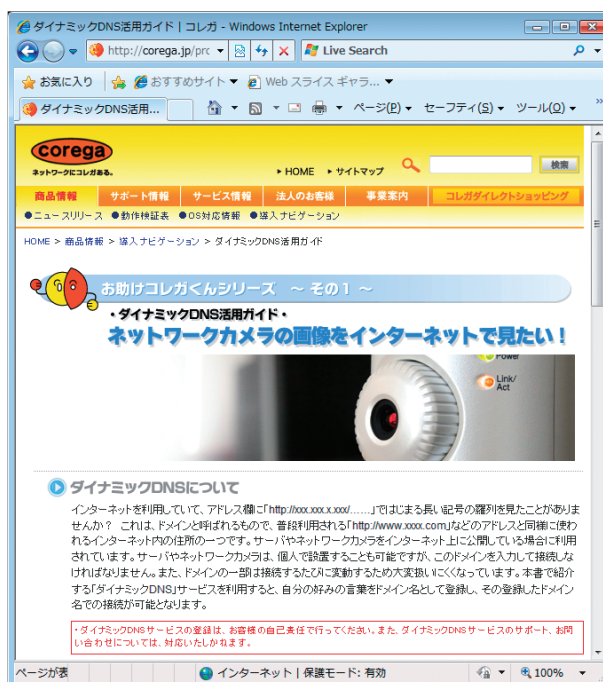 ダイナミックDNS活用ガイド | コレガ - Windows Internet Explorer
http://corega.jp/prc
Live Search
お気に入り
おすすめサイト
Web スライス ギャラ...
ダイナミックDNS活用...
ページ(P)
セーフティ(S)
ツール(O)
corega
ネットワークにコレガある。
HOME
サイトマップ
検索
商品情報 サポート情報 サービス情報 法人のお客様 事業案内 コレガダイレクトショッピング
●ニュースリリース ●動作検証表 ●OS対応情報 ●導入ナビゲーション
HOME > 商品情報 > 導入ナビゲーション > ダイナミックDNS活用ガイド
お助けコレガくんシリーズ ～ その1 ～
・ダイナミックDNS活用ガイド・
ネットワークカメラの画像をインターネットで見たい！
Power
Link/
Act
ダイナミックDNSについて
インターネットを利用していて、アドレス欄に「http://xxx.xxx.x.xxx/......」ではじまる長い記号の羅列を見たことがありま
せんか？ これは、ドメインと呼ばれるもので、普段利用される「http://www.xxxx.com」などのアドレスと同様に使わ
れるインターネット内の住所の一つです。サーバやネットワークカメラをインターネット上に公開している場合に利用
されています。サーバやネットワークカメラは、個人で設置することも可能ですが、このドメインを入力して接続しな
ければなりません。また、ドメインの一部は接続するたびに変動するため大変扱いにくくなっています。本書で紹介
する「ダイナミックDNS」サービスを利用すると、自分の好みの言葉をドメイン名として登録し、その登録したドメイン
名での接続が可能となります。
・ダイナミックDNSサービスの登録は、お客様の自己責任で行ってください。また、ダイナミックDNSサービスのサポート、お問
い合わせについては、対応いたしかねます。
ページが表
インターネット | 保護モード: 有効
100%